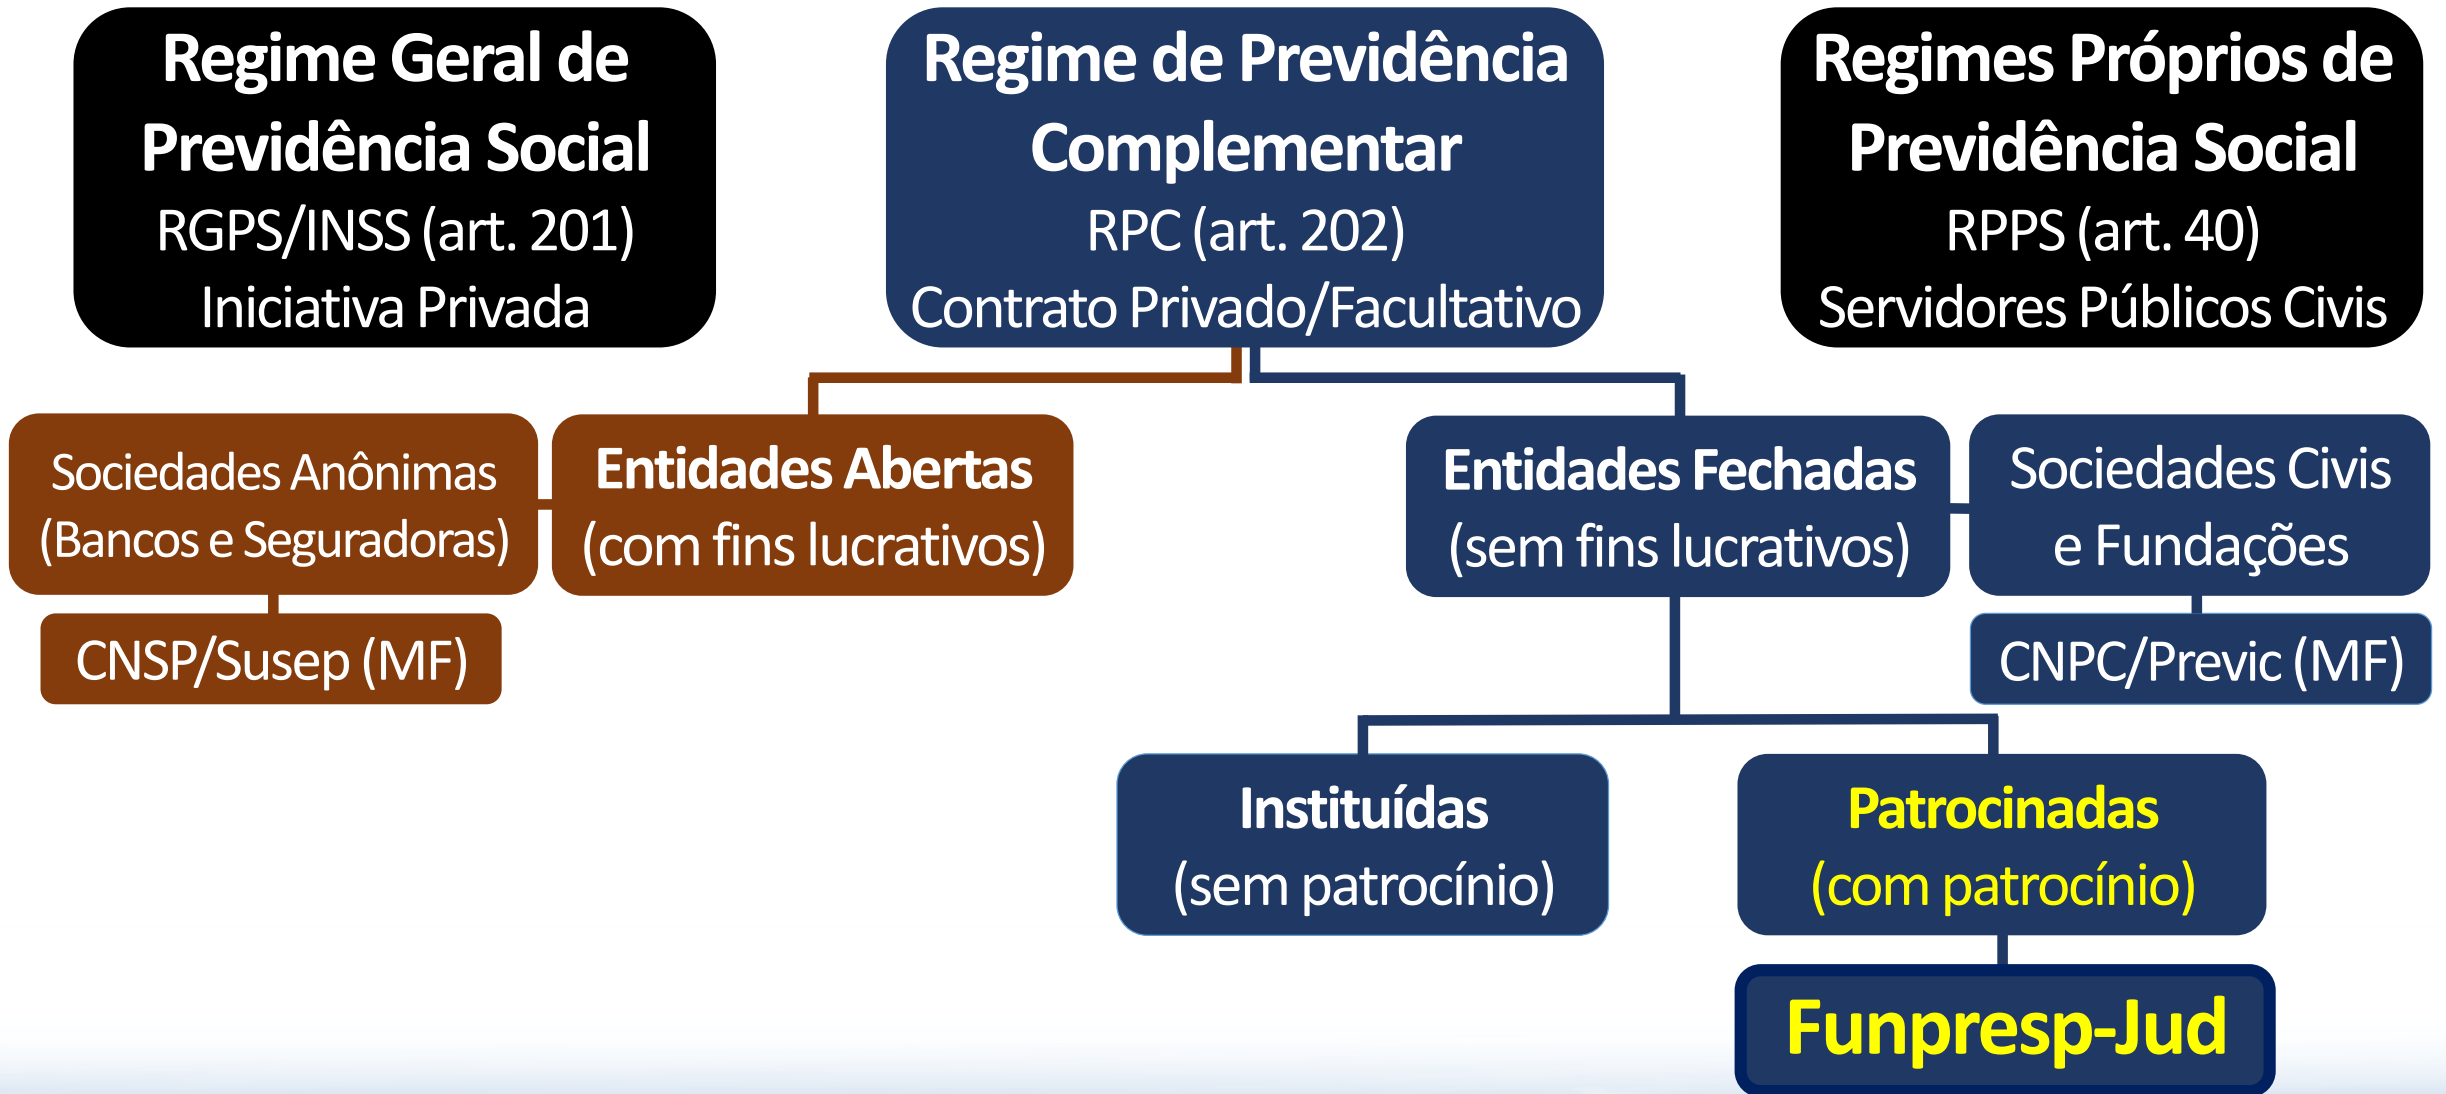 Regime Geral de
Previdência Social
RGPS/INSS (art. 201)
Iniciativa Privada
Regime de Previdência
Complementar
RPC (art. 202)
Contrato Privado/Facultativo
Regimes Próprios de
Previdência Social
RPPS (art. 40)
Servidores Públicos Civis
Sociedades Anônimas
(Bancos e Seguradoras)
Entidades Abertas
(com fins lucrativos)
Entidades Fechadas
(sem fins lucrativos)
Sociedades Civis
e Fundações
CNSP/Susep (MF)
CNPC/Previc (MF)
Instituídas
(sem patrocínio)
Patrocinadas
(com patrocínio)
Funpresp-Jud